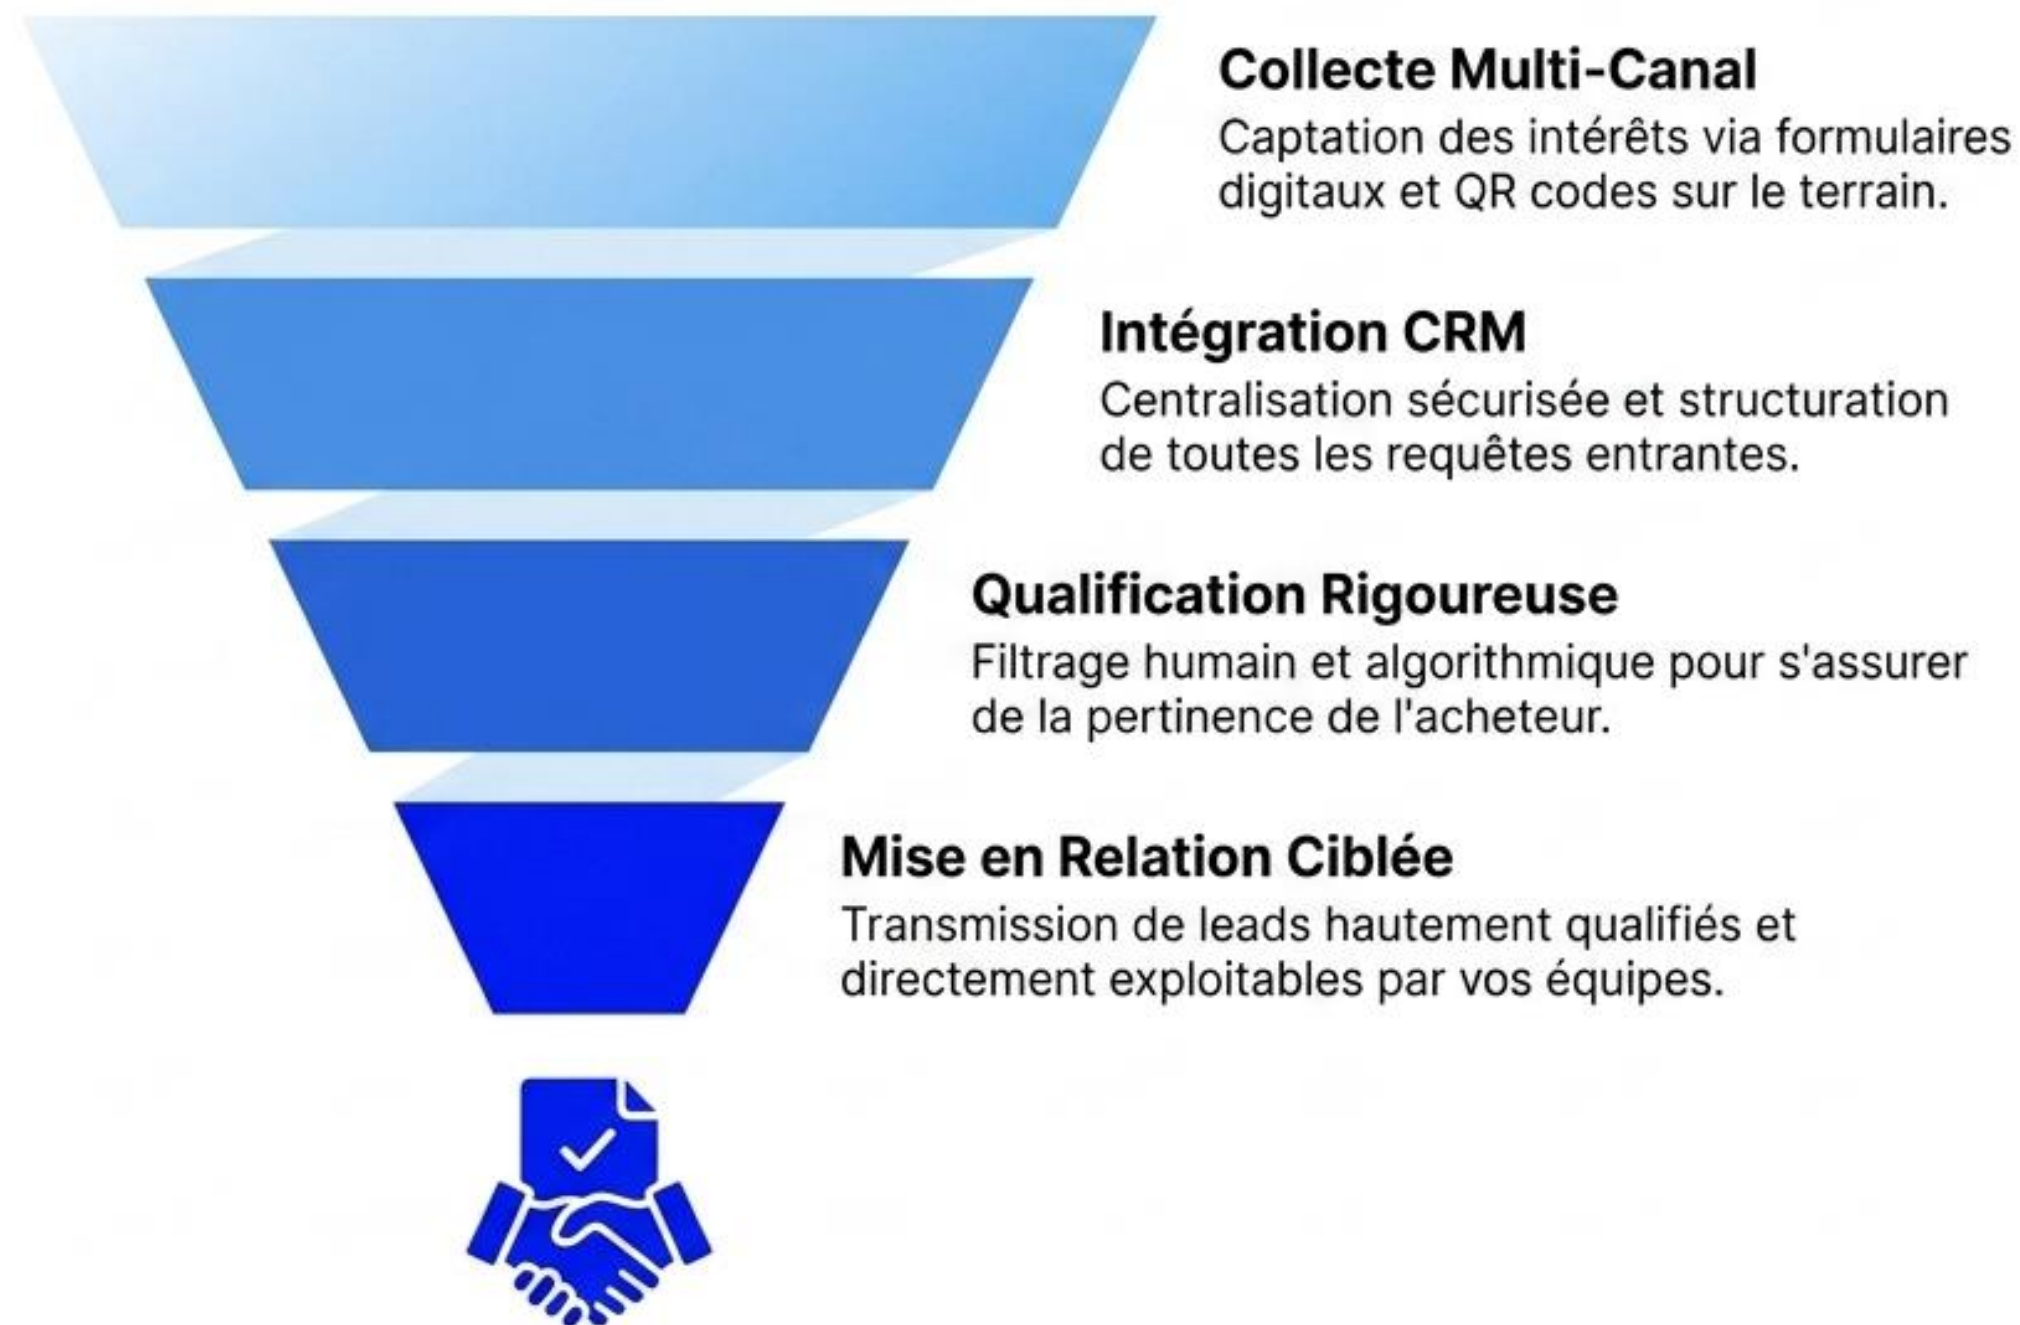 Collecte Multi-Canal
Captation des intérêts via formulaires
digitaux et QR codes sur le terrain.
Intégration CRM
Centralisation sécurisée et structuration
de toutes les requêtes entrantes.
Qualification Rigoureuse
Filtrage humain et algorithmique pour s'assurer
de la pertinence de l'acheteur.
Mise en Relation Ciblée
Transmission de leads hautement qualifiés et
directement exploitables par vos équipes.